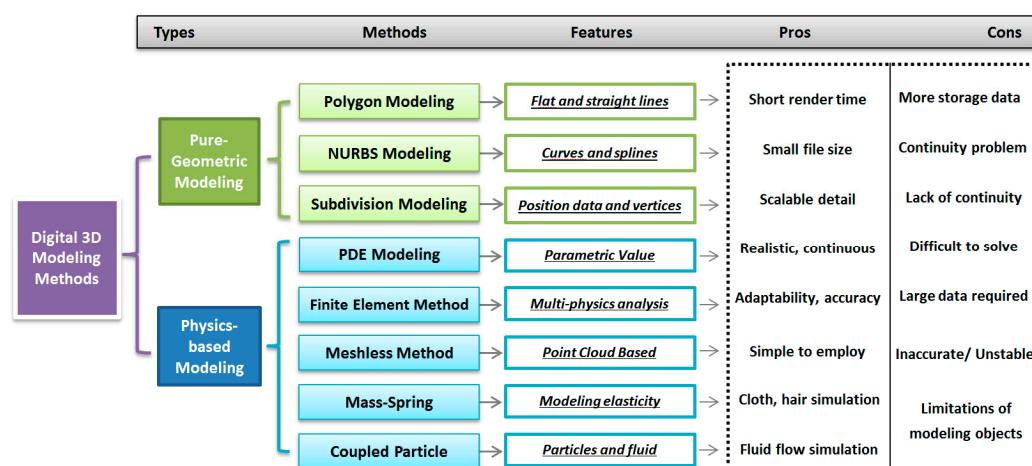 Types Methods Features Pros Cons
Digital 3D
Modeling
Methods
Pure-
Geometric
Modeling
Polygon Modeling Flat and straight lines Short render time More storage data
NURBS Modeling Curves and splines Small file size Continuity problem
Subdivision Modeling Position data and vertices Scalable detail Lack of continuity
Physics-
based
Modeling
PDE Modeling Parametric Value Realistic, continuous Difficult to solve
Finite Element Method Multi-physics analysis Adaptability, accuracy Large data required
Meshless Method Point Cloud Based Simple to employ Inaccurate/ Unstable
Mass-Spring Modeling elasticity Cloth, hair simulation
Coupled Particle Particles and fluid Fluid flow simulation
Limitations of
modeling objects